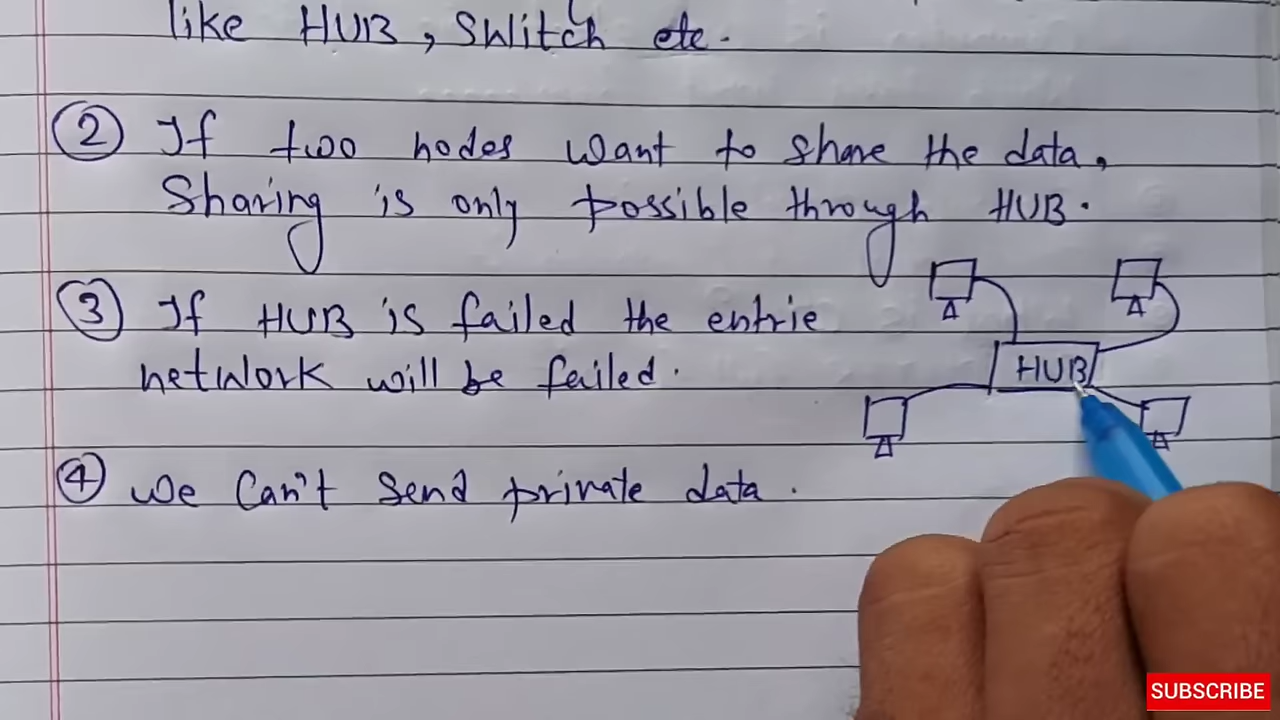 like HUB, Switch etc.
② If two nodes want to share the data,
Sharing is only possible through HUB.
③ If HUB is failed the entrie
network will be failed.
HUB
④ We Can't Send private data.
SUBSCRIBE